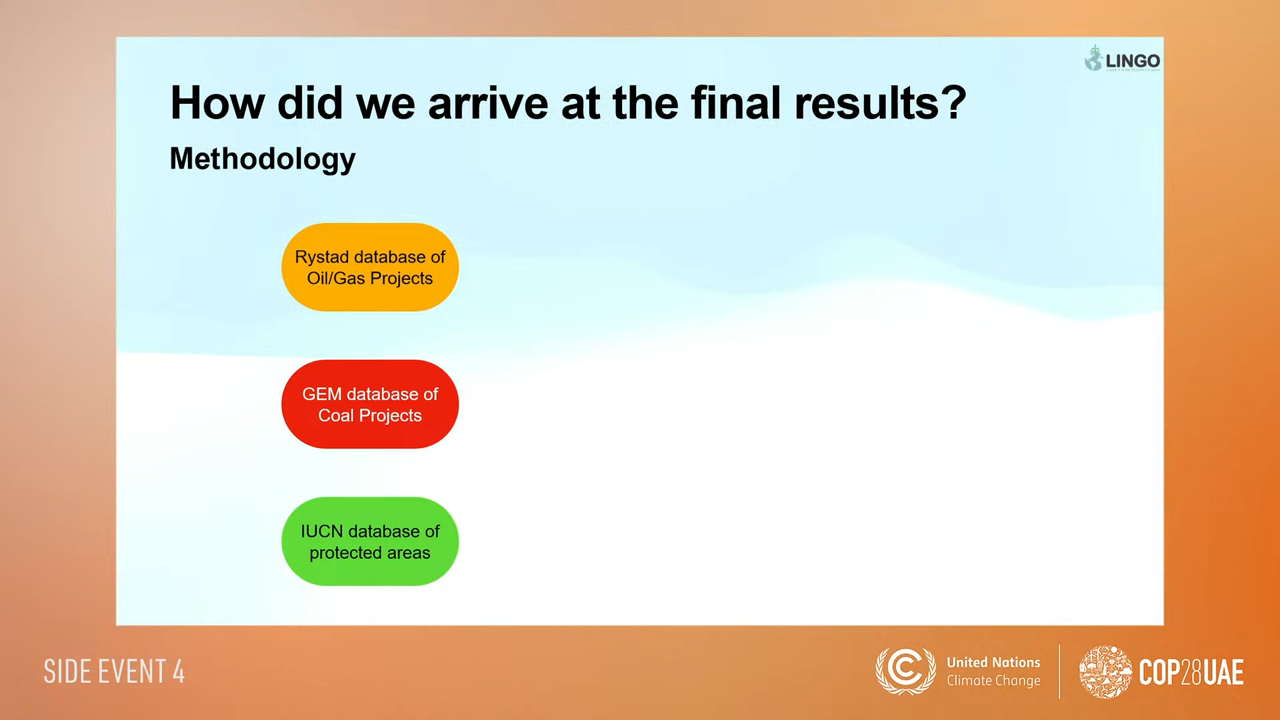 LINGO
How did we arrive at the final results?
Methodology
Rystad database of
Oil/Gas Projects
GEM database of
Coal Projects
IUCN database of
protected areas
SIDE EVENT 4
United Nations
Climate Change
COP28UAE